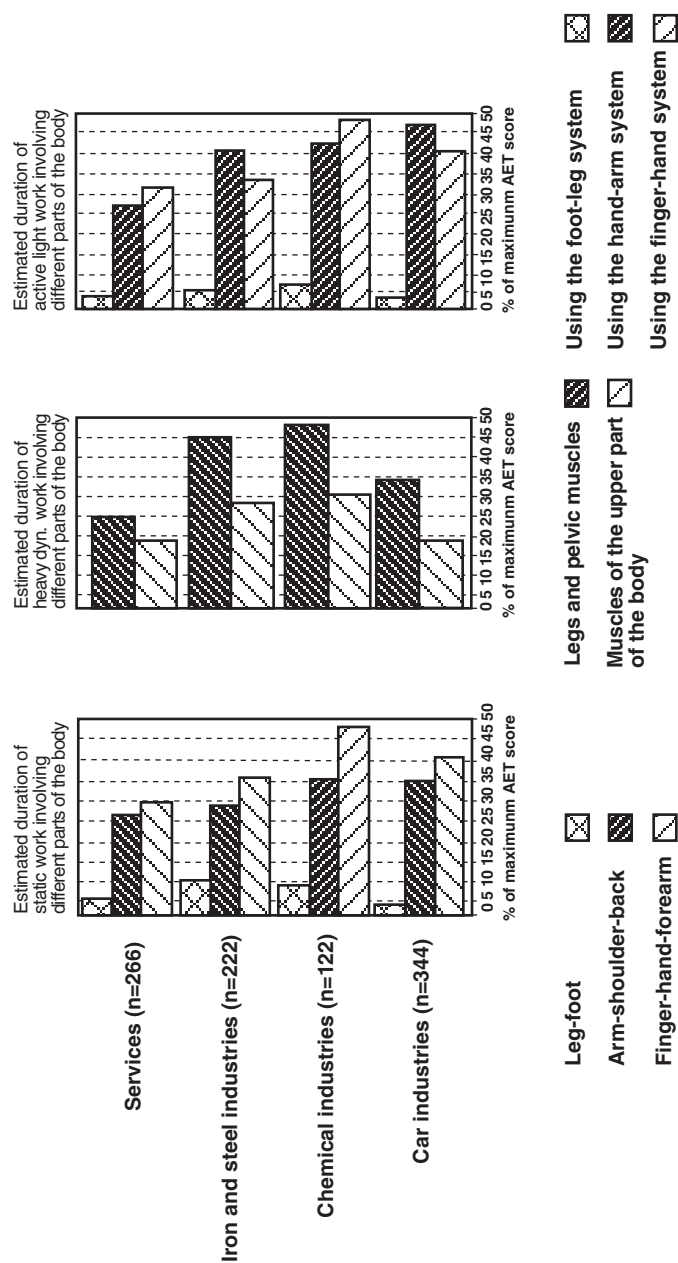 Estimated duration of
static work involving
different parts of the body
Estimated duration of
heavy dyn. work involving
different parts of the body
Estimated duration of
active light work involving
different parts of the body
Services (n=266)
Iron and steel industries (n=222)
Chemical industries (n=122)
Car industries (n=344)
0 5 10 15 20 25 30 35 40 45 50
% of maximunm AET score
0 5 10 15 20 25 30 35 40 45 50
% of maximunm AET score
0 5 10 15 20 25 30 35 40 45 50
% of maximunm AET score
Leg-foot
Arm-shoulder-back
Finger-hand-forearm
Legs and pelvic muscles
Muscles of the upper part
of the body
Using the foot-leg system
Using the hand-arm system
Using the finger-hand system